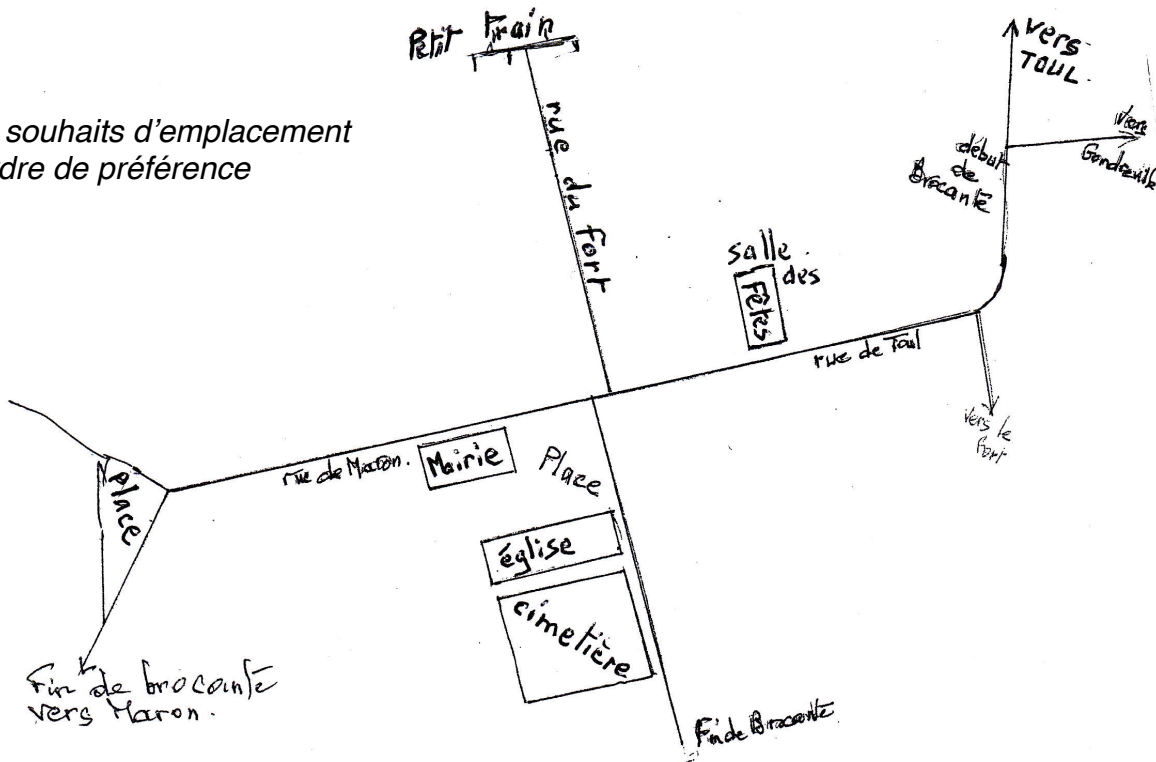 Petit Train
souhaits d'emplacement
rdre de préférence
rue du fort
vers
TOUL.
vers
Gondreville
début
de
Brocante
salle
des
Fêtes
rue de Toul
vers le
Fort
rue de Maron.
Mairie
Place
Place
église
cimetière
Fin de brocante
vers Maron.
Fin de Brocante